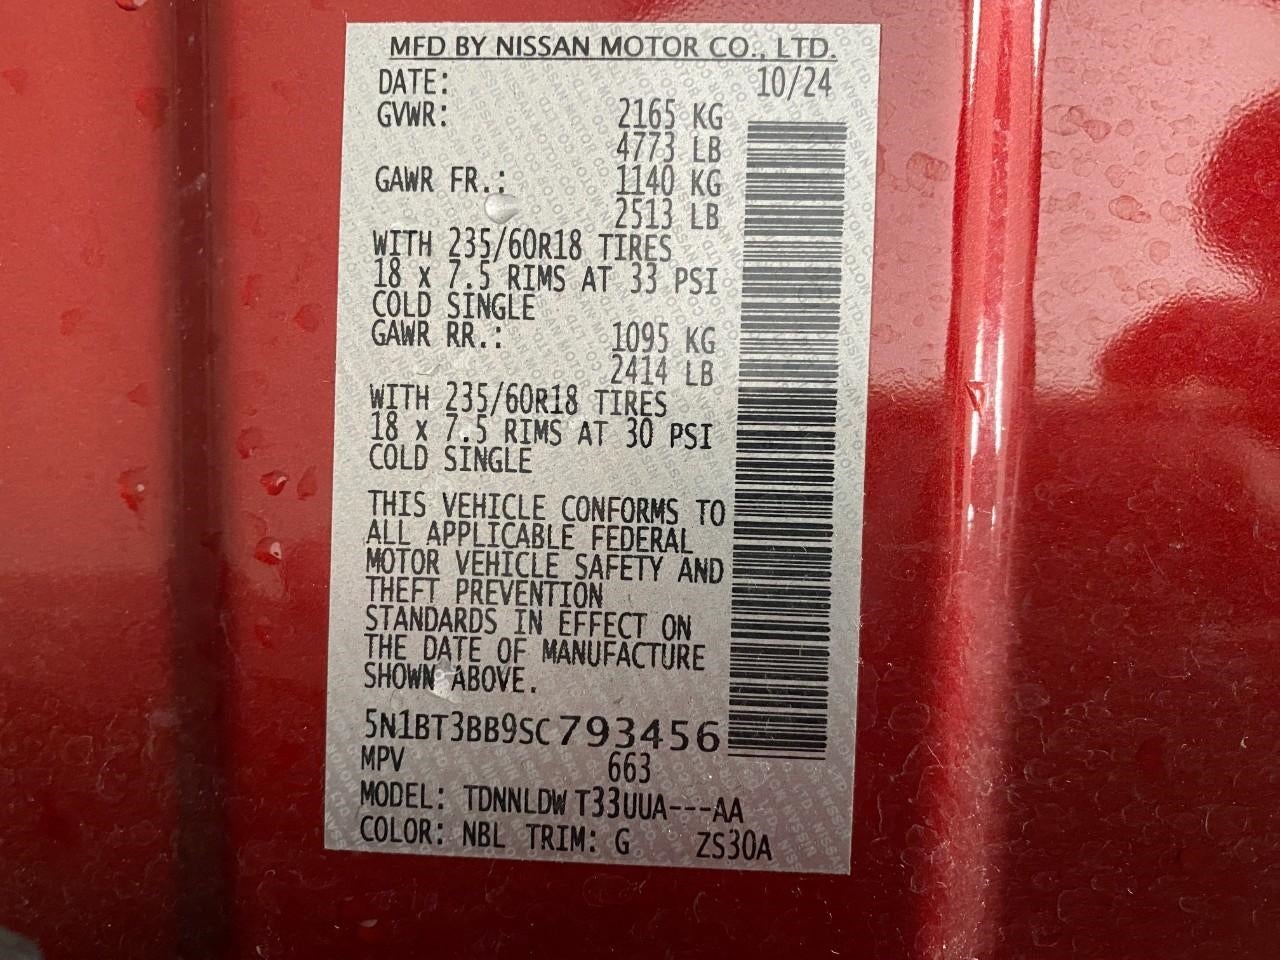 MFD BY NISSAN MOTOR CO., LTD.
DATE: 10/24
GVWR: 2165 KG
4773 LB
GAWR FR.: 1140 KG
2513 LB
WITH 235/60R18 TIRES
18 x 7.5 RIMS AT 33 PSI
COLD SINGLE
GAWR RR.: 1095 KG
2414 LB
WITH 235/60R18 TIRES
18 x 7.5 RIMS AT 30 PSI
COLD SINGLE
THIS VEHICLE CONFORMS TO
ALL APPLICABLE FEDERAL
MOTOR VEHICLE SAFETY AND
THEFT PREVENTION
STANDARDS IN EFFECT ON
THE DATE OF MANUFACTURE
SHOWN ABOVE.
5N1BT3BB9SC793456
MPV 663
MODEL: TDNNLDW T33UUA---AA
COLOR: NBL TRIM: G ZS30A